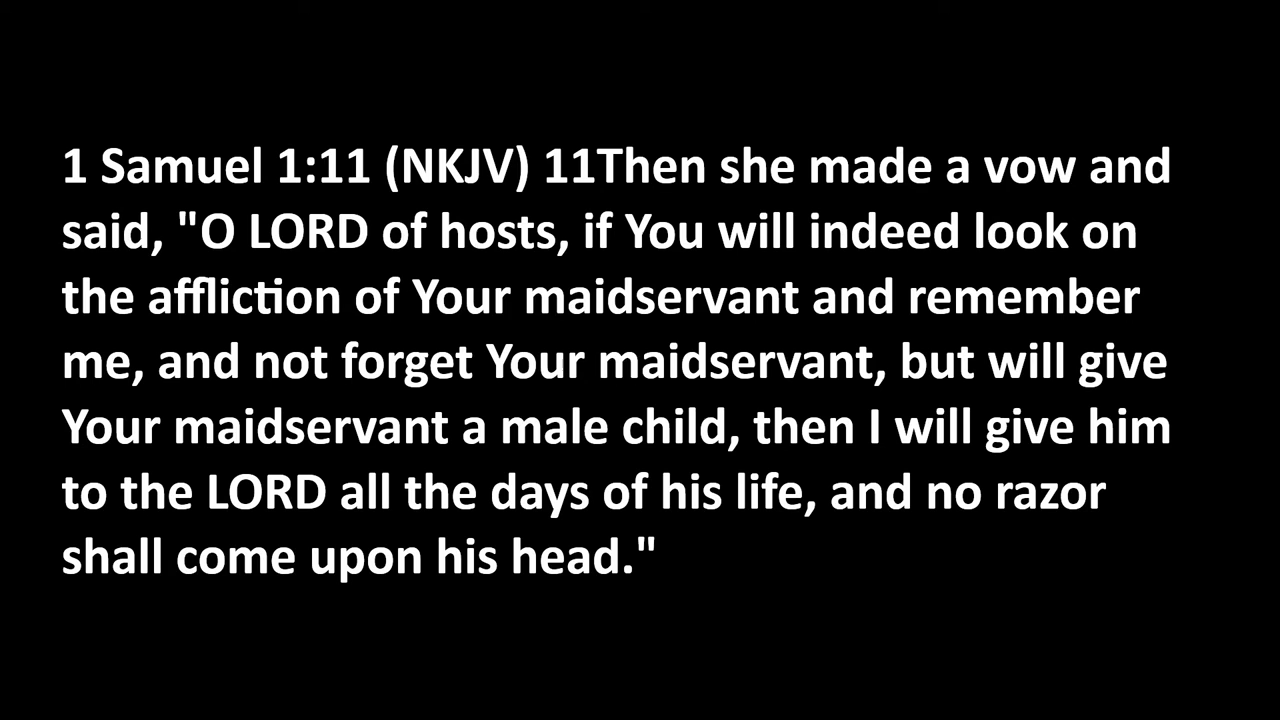 1 Samuel 1:11 (NKJV) 11Then she made a vow and
said, "O LORD of hosts, if You will indeed look on
the affliction of Your maidservant and remember
me, and not forget Your maidservant, but will give
Your maidservant a male child, then I will give him
to the LORD all the days of his life, and no razor
shall come upon his head."